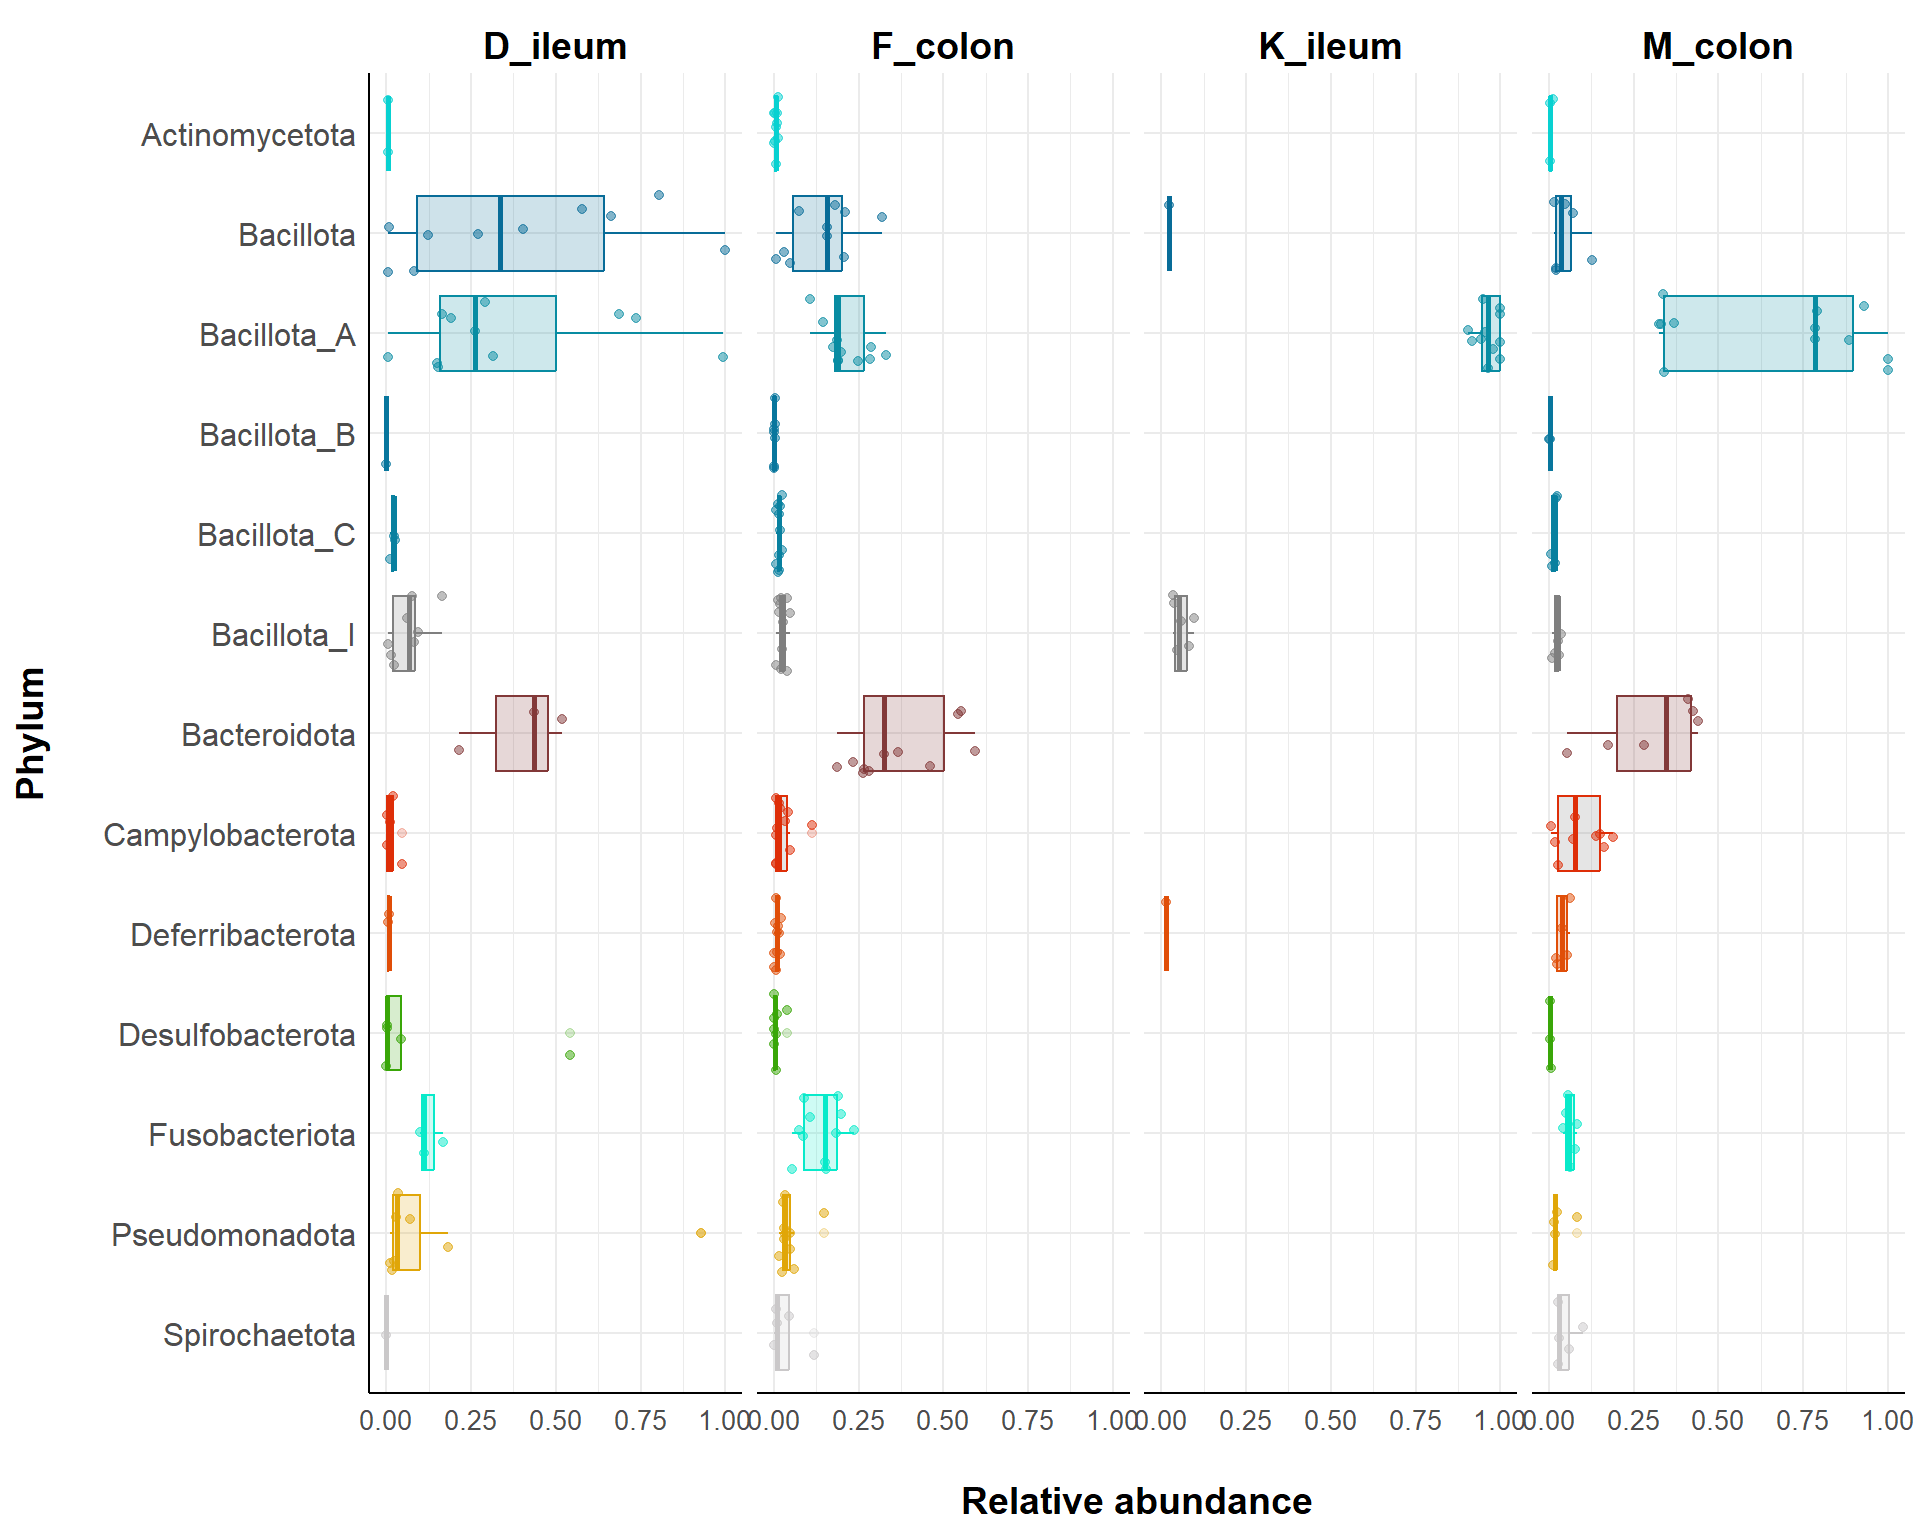 D_ileum F_colon K_ileum M_colon
Actinomycetota
Bacillota
Bacillota_A
Bacillota_B
Bacillota_C
Bacillota_I
Bacteroidota
Campylobacterota
Deferribacterota
Desulfobacterota
Fusobacteriota
Pseudomonadota
Spirochaetota
Phylum
0.00 0.25 0.50 0.75 1.00 0.00 0.25 0.50 0.75 1.00 0.00 0.25 0.50 0.75 1.00 0.00 0.25 0.50 0.75 1.00
Relative abundance